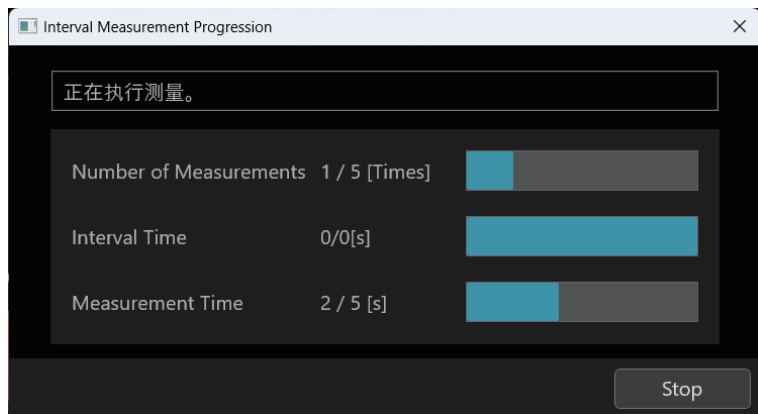 Interval Measurement Progression
正在执行测量。
Number of Measurements 1 / 5 [Times]
Interval Time 0/0[s]
Measurement Time 2 / 5 [s]
Stop